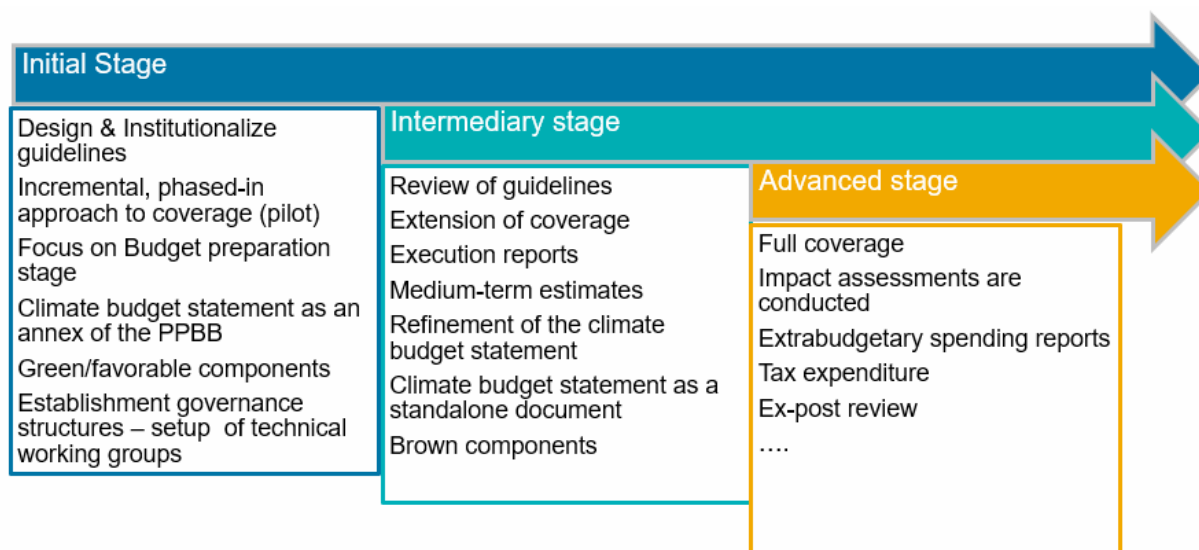 Initial Stage
Design & Institutionalize
guidelines
Incremental, phased-in
approach to coverage (pilot)
Focus on Budget preparation
stage
Climate budget statement as an
annex of the PPBB
Green/favorable components
Establishment governance
structures – setup  of technical
working groups
Intermediary stage
Review of guidelines
Extension of coverage
Execution reports
Medium-term estimates
Refinement of the climate
budget statement
Climate budget statement as a
standalone document
Brown components
Advanced stage
Full coverage
Impact assessments are
conducted
Extrabudgetary spending reports
Tax expenditure
Ex-post review
….